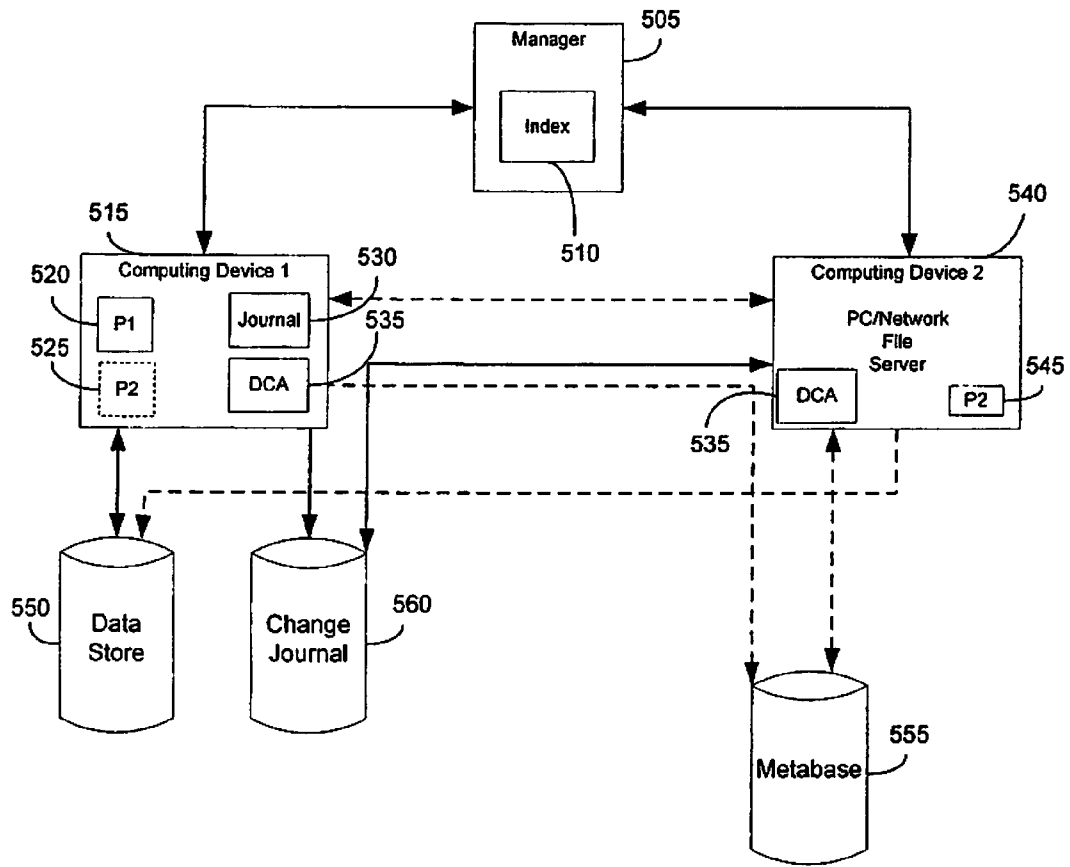 505
Manager
Index
510
515
540
Computing Device 1
530
Computing Device 2
520
P1
Journal
PC/Network
File
Server
525
535
P2
DCA
DCA
545
P2
535
550
Data
Store
Change
Journal
560
555
Metabase